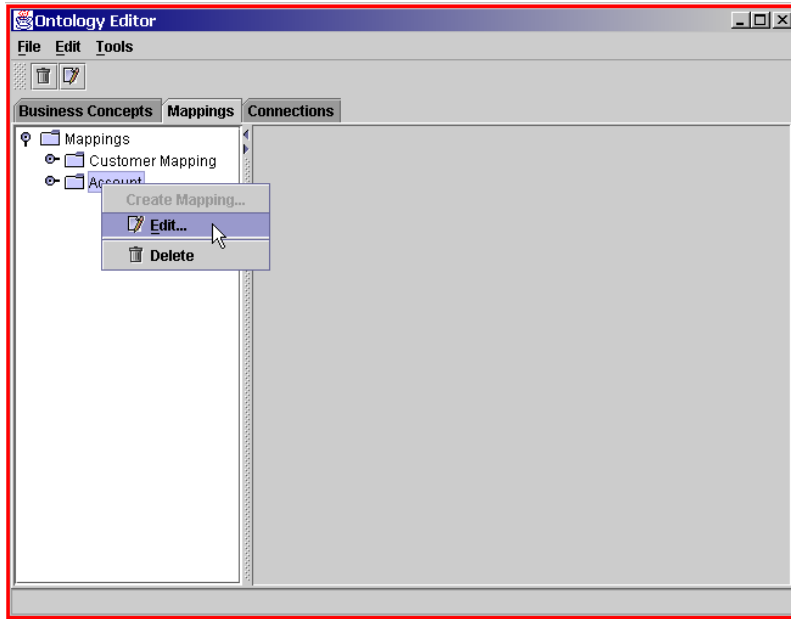 Ontology Editor
File Edit Tools
Business Concepts Mappings Connections
Mappings
Customer Mapping
Account
Create Mapping...
Edit...
Delete